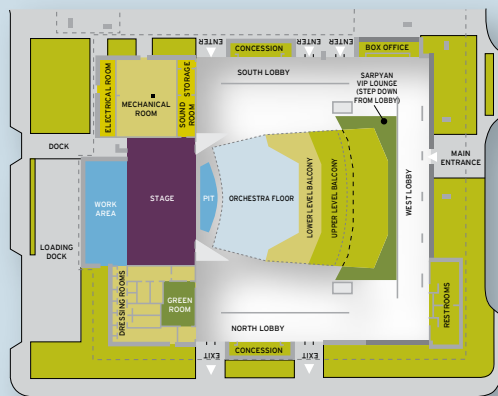 ENTER
ENTER
ENTER
CONCESSION
BOX OFFICE
SOUTH LOBBY
SARPYAN
VIP LOUNGE
(STEP DOWN
FROM LOBBY)
ELECTRICAL ROOM
MECHANICAL
ROOM
SOUND STORAGE
ROOM
DOCK
MAIN
ENTRANCE
WORK
AREA
STAGE
PIT
ORCHESTRA FLOOR
LOWER LEVEL BALCONY
UPPER LEVEL BALCONY
WEST LOBBY
LOADING
DOCK
DRESSING ROOMS
GREEN
ROOM
RESTROOMS
NORTH LOBBY
EXIT
CONCESSION
EXIT